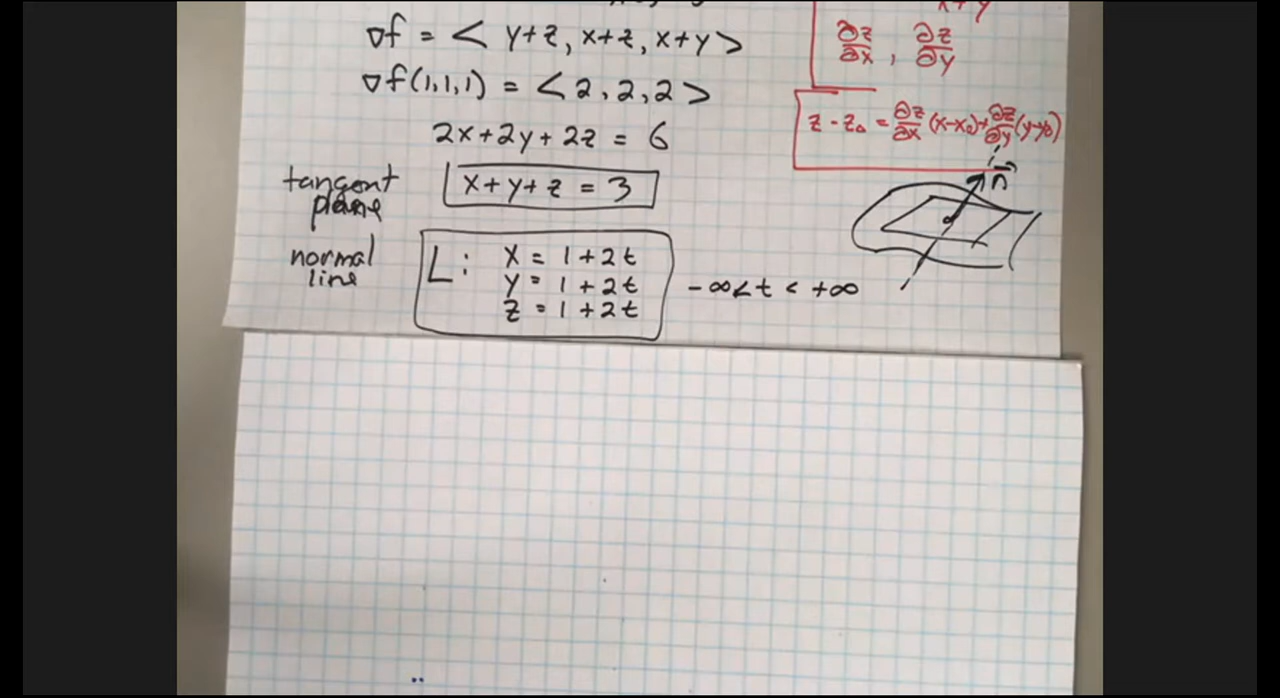 ∇f = < y+z, x+z, x+y >
∇f(1,1,1) = < 2, 2, 2 >
2x+2y+2z = 6
tangent plane
x+y+z = 3
normal line
L: x = 1+2t
y = 1+2t
z = 1+2t
-∞ < t < +∞
x+y
∂z/∂x , ∂z/∂y
z - z₀ = ∂z/∂x (x-x₀) + ∂z/∂y (y-y₀)
n⃗